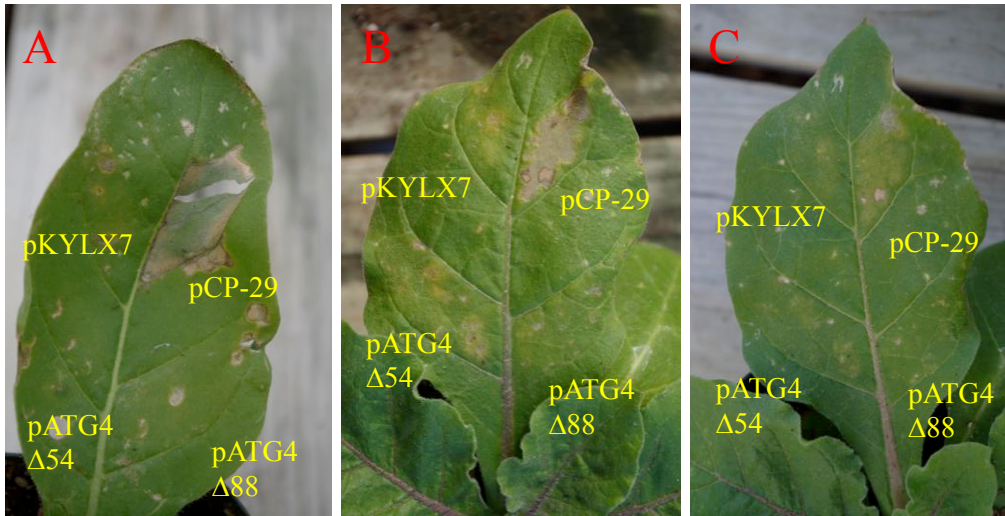 A
pKYLX7
pCP-29
pATG4
Δ54
pATG4
Δ88
B
pKYLX7
pCP-29
pATG4
Δ54
pATG4
Δ88
C
pKYLX7
pCP-29
pATG4
Δ54
pATG4
Δ88